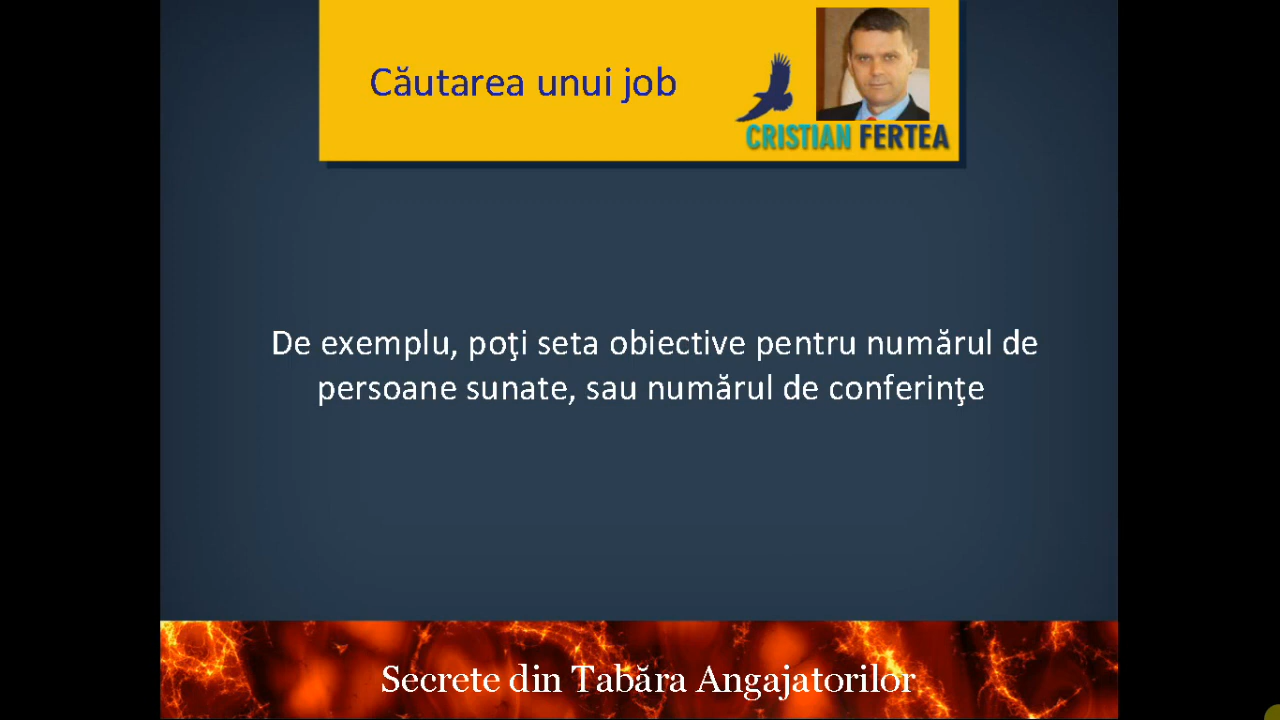 Căutarea unui job
CRISTIAN FERTEA
De exemplu, poţi seta obiective pentru numărul de
persoane sunate, sau numărul de conferinţe
Secrete din Tabăra Angajatorilor